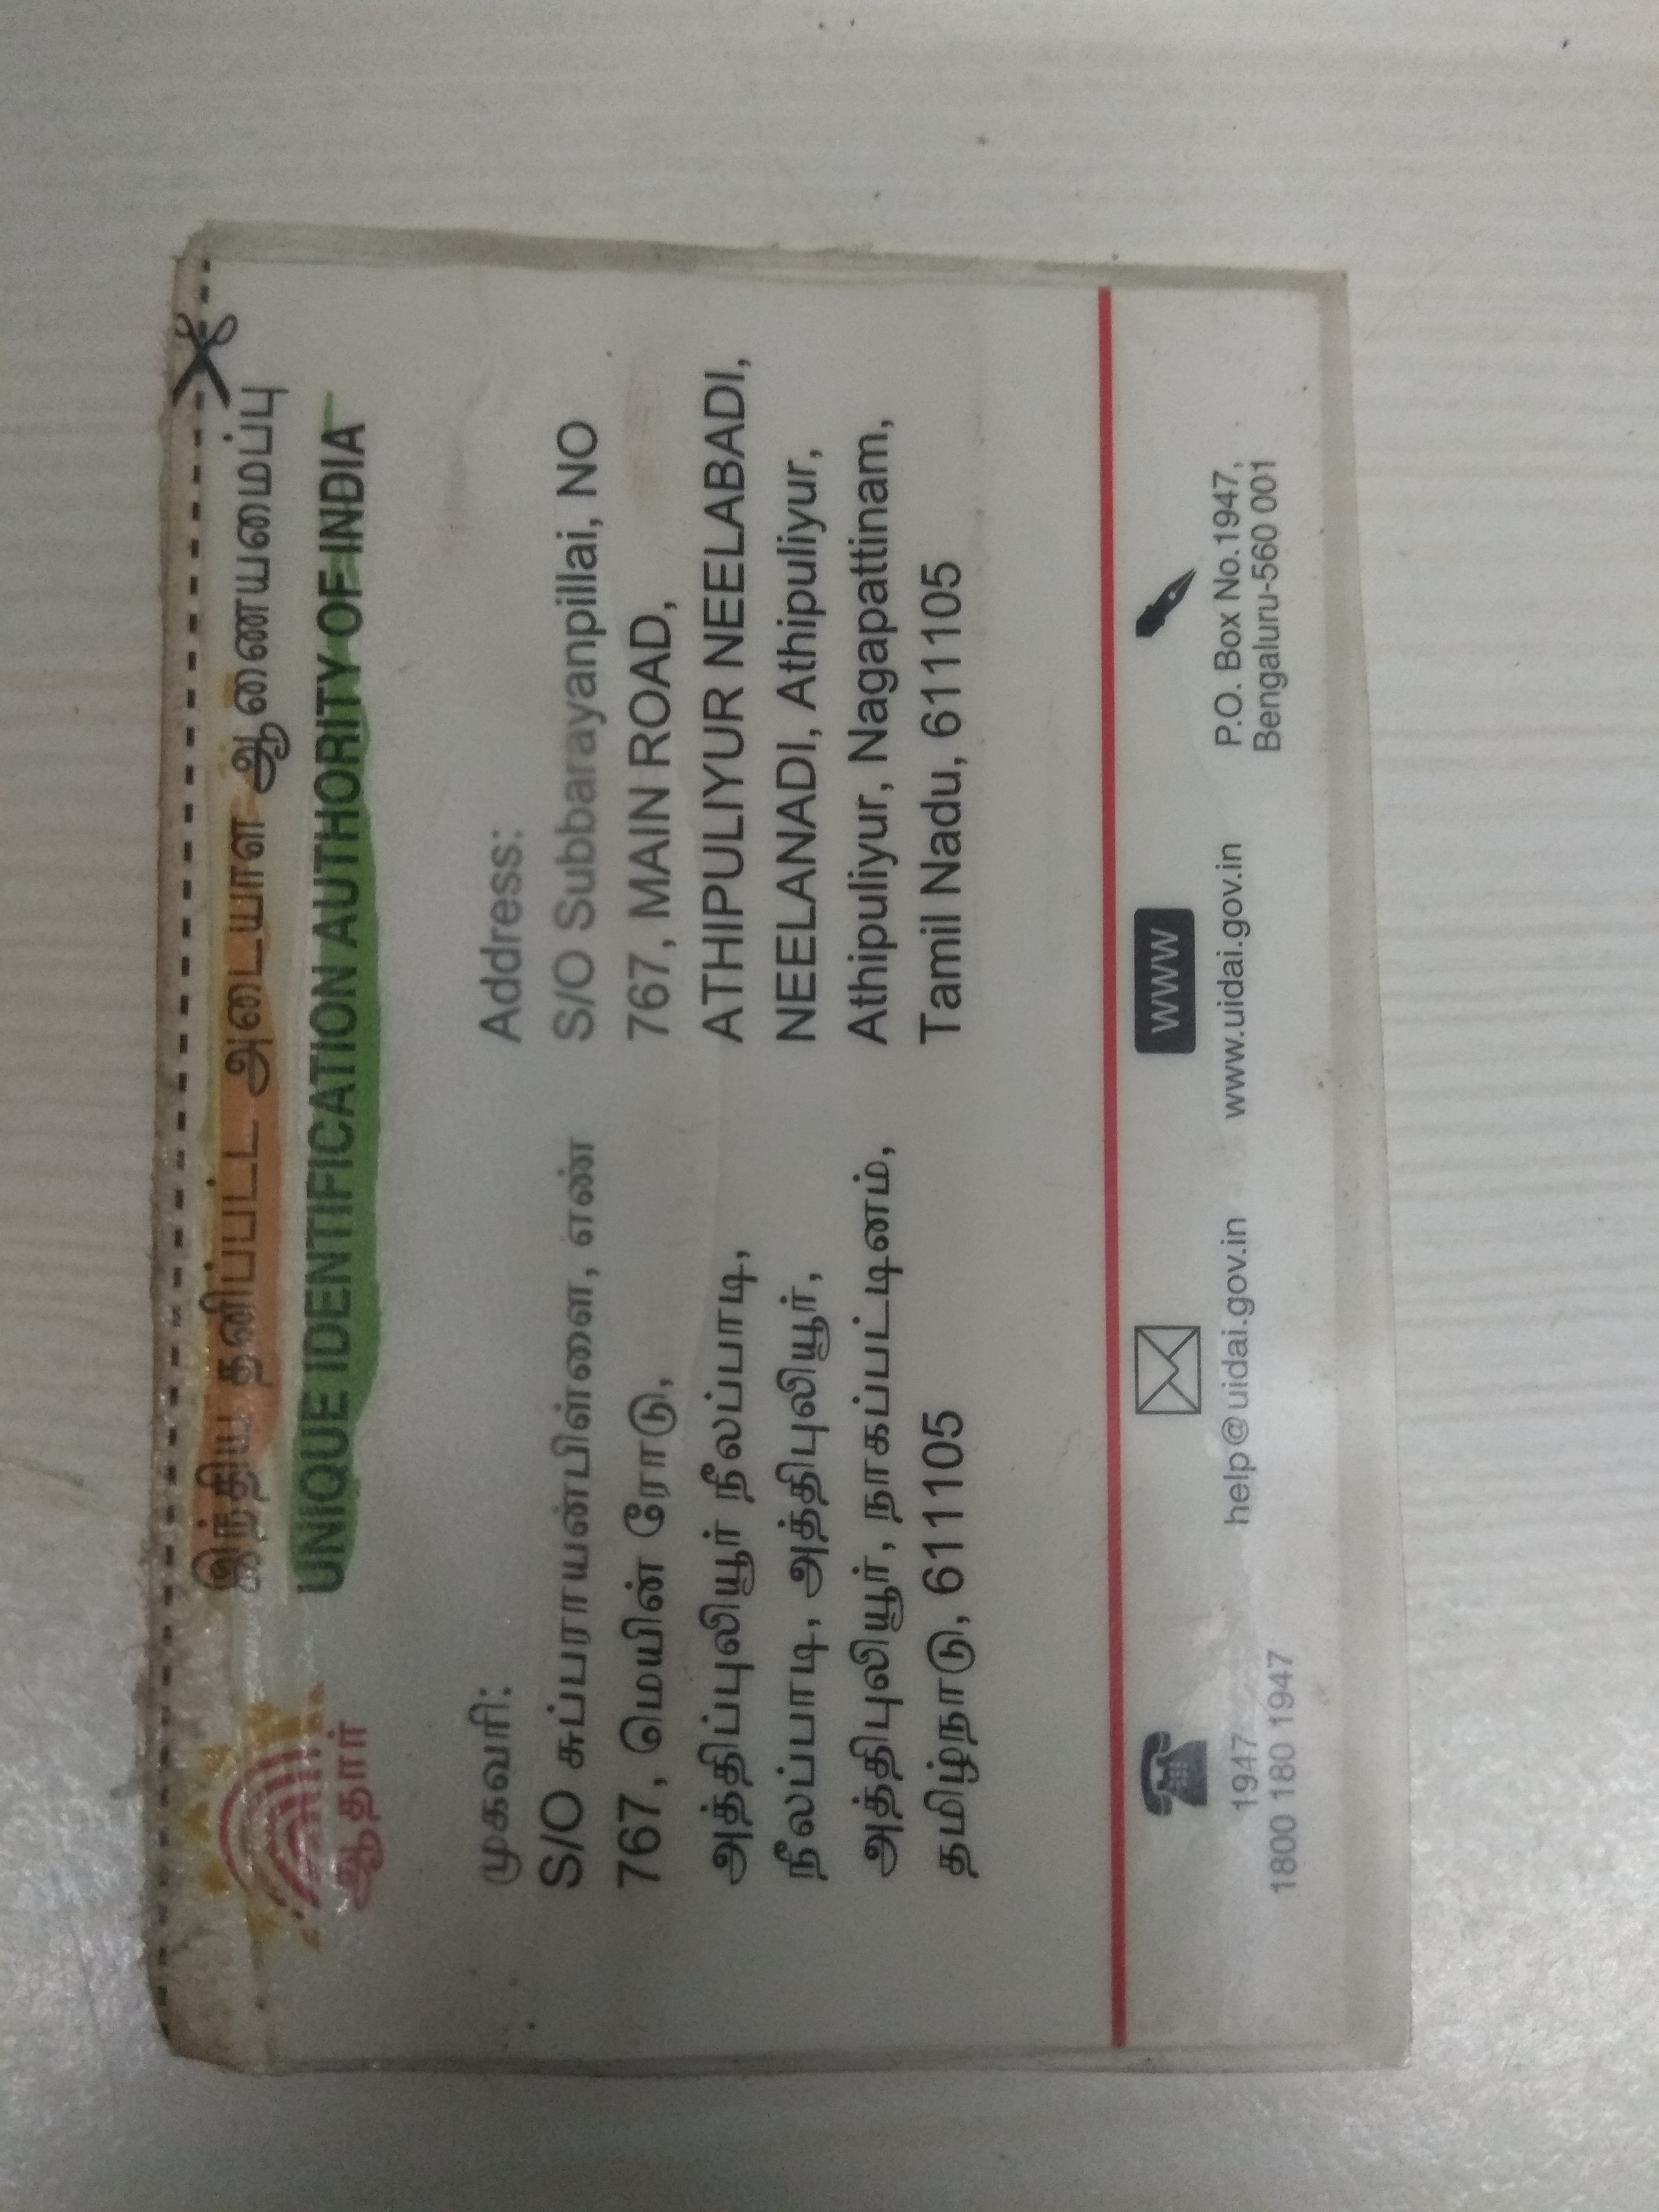 இந்திய தனிப்பட்ட அடையாள ஆணையமைப்பு
UNIQUE IDENTIFICATION AUTHORITY OF INDIA
ஆதார்
முகவரி:
S/O சுப்பராயன்பிள்ளை, எண்
767, மெயின் ரோடு,
அத்திப்புலியூர் நீலப்பாடி,
நீலப்பாடி, அத்திபுலியூர்,
அத்திபுலியூர், நாகப்பட்டினம்,
தமிழ்நாடு, 611105
Address:
S/O Subbarayanpillai, NO
767, MAIN ROAD,
ATHIPULIYUR NEELABADI,
NEELANADI, Athipuliyur,
Athipuliyur, Nagapattinam,
Tamil Nadu, 611105
1947
1800 180 1947
help@uidai.gov.in
WWW
www.uidai.gov.in
P.O. Box No.1947,
Bengaluru-560 001